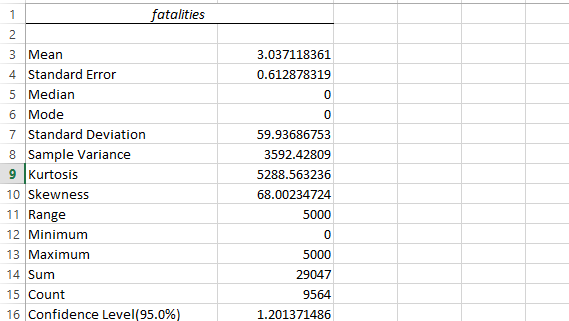 1 fatalities
2
3 Mean 3.037118361
4 Standard Error 0.612878319
5 Median 0
6 Mode 0
7 Standard Deviation 59.93686753
8 Sample Variance 3592.42809
9 Kurtosis 5288.563236
10 Skewness 68.00234724
11 Range 5000
12 Minimum 0
13 Maximum 5000
14 Sum 29047
15 Count 9564
16 Confidence Level(95.0%) 1.201371486